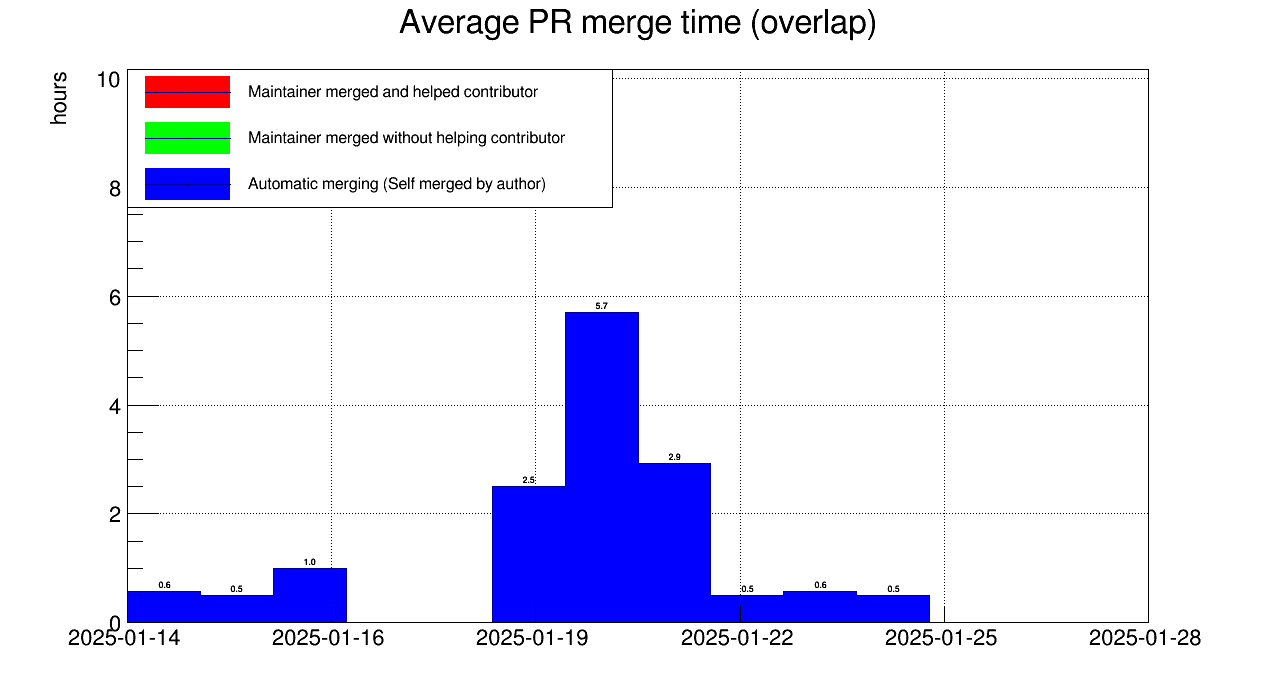 Average PR merge time (overlap)
hours
10
8
6
4
2
0
Maintainer merged and helped contributor
Maintainer merged without helping contributor
Automatic merging (Self merged by author)
0.6
0.5
1.0
2.5
5.7
2.9
0.5
0.6
0.5
2025-01-14 2025-01-16 2025-01-19 2025-01-22 2025-01-25 2025-01-28